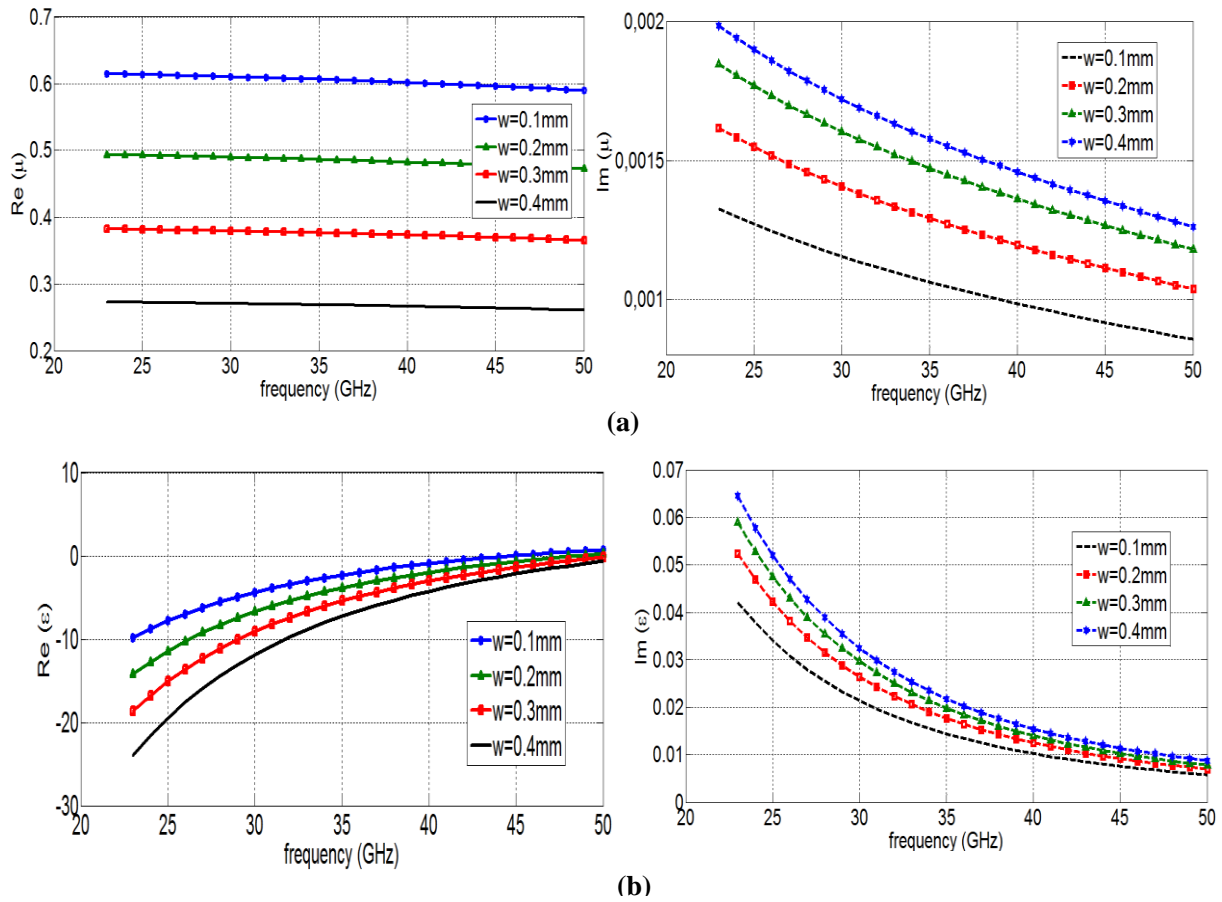 0.7
0.6
0.5
0.4
0.3
0.2
Re (μ)
20 25 30 35 40 45 50
frequency (GHz)
w=0.1mm
w=0.2mm
w=0.3mm
w=0.4mm
0,002
0,0015
0,001
Im (μ)
20 25 30 35 40 45 50
frequency (GHz)
w=0.1mm
w=0.2mm
w=0.3mm
w=0.4mm
(a)
10
0
-10
-20
-30
Re (ε)
20 25 30 35 40 45 50
frequency (GHz)
w=0.1mm
w=0.2mm
w=0.3mm
w=0.4mm
0.07
0.06
0.05
0.04
0.03
0.02
0.01
0
Im (ε)
20 25 30 35 40 45 50
frequency (GHz)
w=0.1mm
w=0.2mm
w=0.3mm
w=0.4mm
(b)